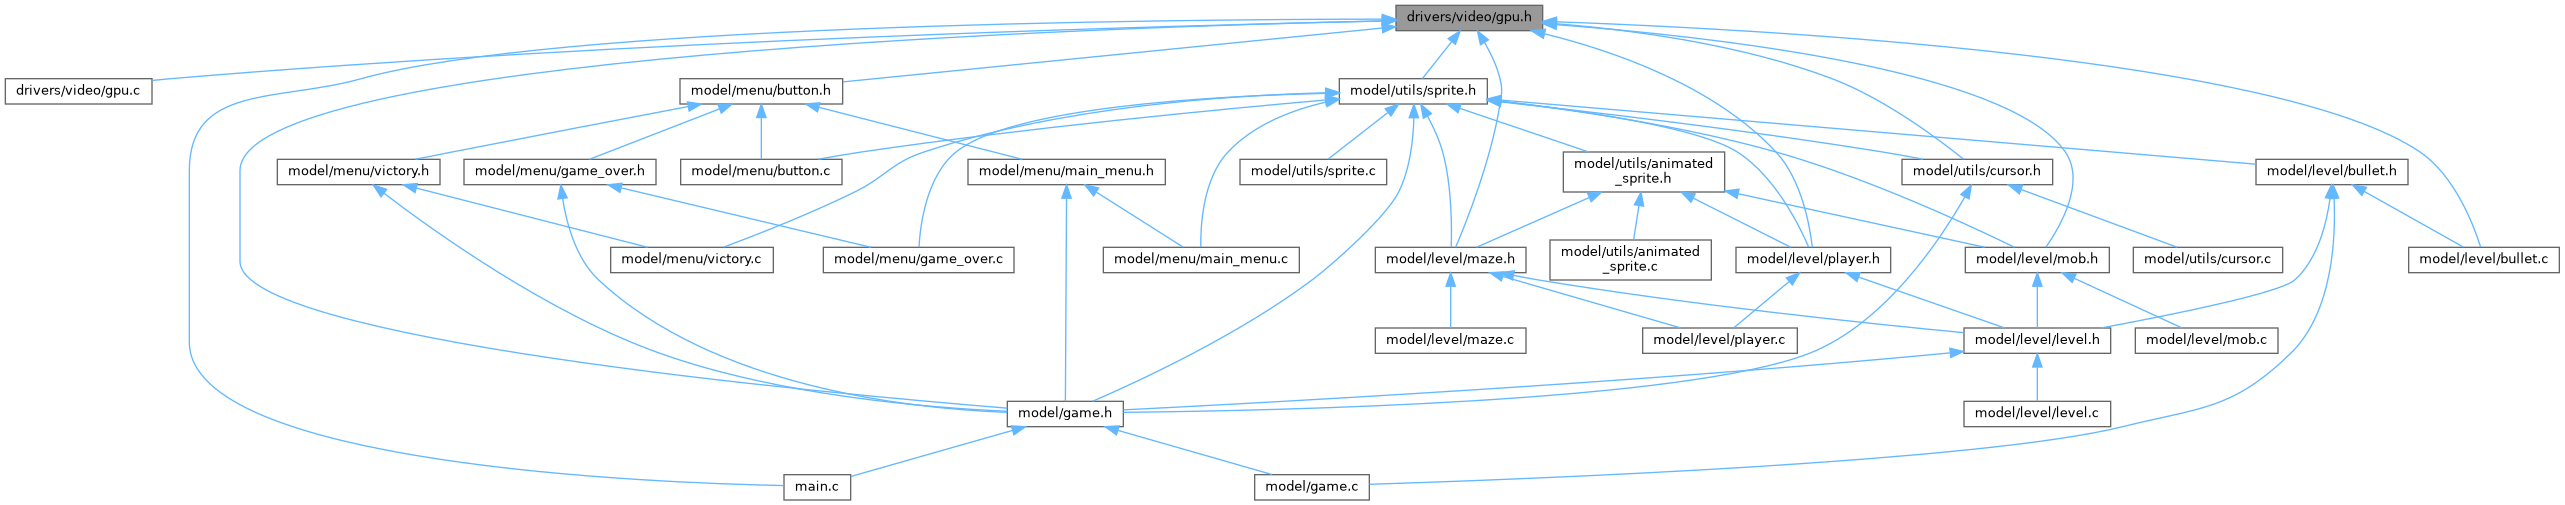 drivers/video/gpu.h
drivers/video/gpu.c
model/menu/button.h
model/utils/sprite.h
model/menu/victory.h
model/menu/game_over.h
model/menu/button.c
model/menu/main_menu.h
model/utils/sprite.c
model/utils/animated
_sprite.h
model/utils/cursor.h
model/level/bullet.h
model/menu/victory.c
model/menu/game_over.c
model/menu/main_menu.c
model/level/maze.h
model/utils/animated
_sprite.c
model/level/player.h
model/level/mob.h
model/utils/cursor.c
model/level/bullet.c
model/level/maze.c
model/level/player.c
model/level/level.h
model/level/mob.c
model/game.h
model/level/level.c
main.c
model/game.c